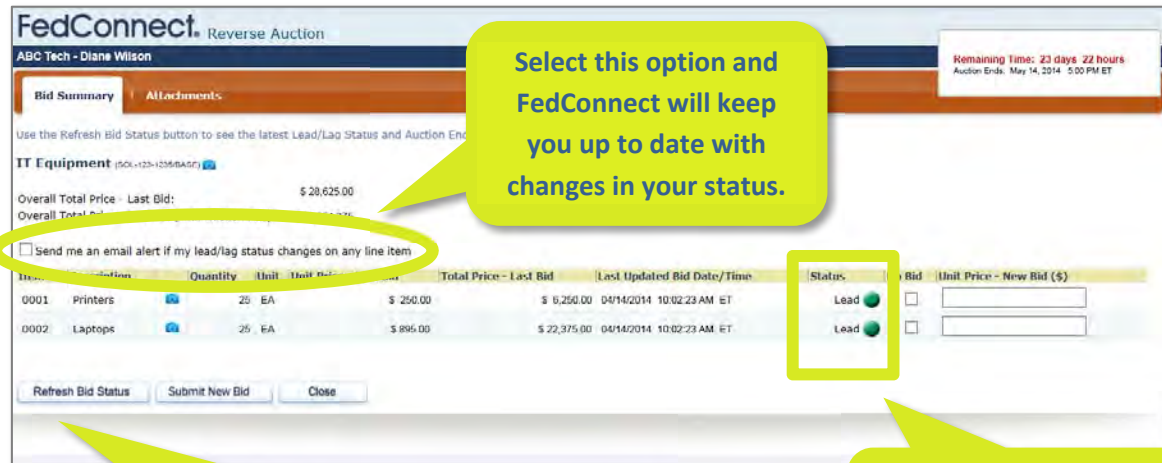 FedConnect. Reverse Auction
ABC Tech - Diane Wilson
Remaining Time: 23 days 22 hours
Auction Ends: May 14, 2014 5:00 PM ET
Bid Summary
Attachments
Select this option and
FedConnect will keep
you up to date with
changes in your status.
Use the Refresh Bid Status button to see the latest Lead/Lag Status and Auction
IT Equipment
Overall Total Price - Last Bid: $ 28,625.00
Overall Total
Send me an email alert if my lead/lag status changes on any line item
Quantity Unit Total Price - Last Bid Last Updated Bid Date/Time Status Bid Unit Price - New Bid ($)
0001 Printers 25 EA $ 250.00 $ 6,250.00 04/14/2014 10:02:23 AM ET Lead
0002 Laptops 25 EA $ 895.00 $ 22,375.00 04/14/2014 10:02:23 AM ET Lead
Refresh Bid Status Submit New Bid Close